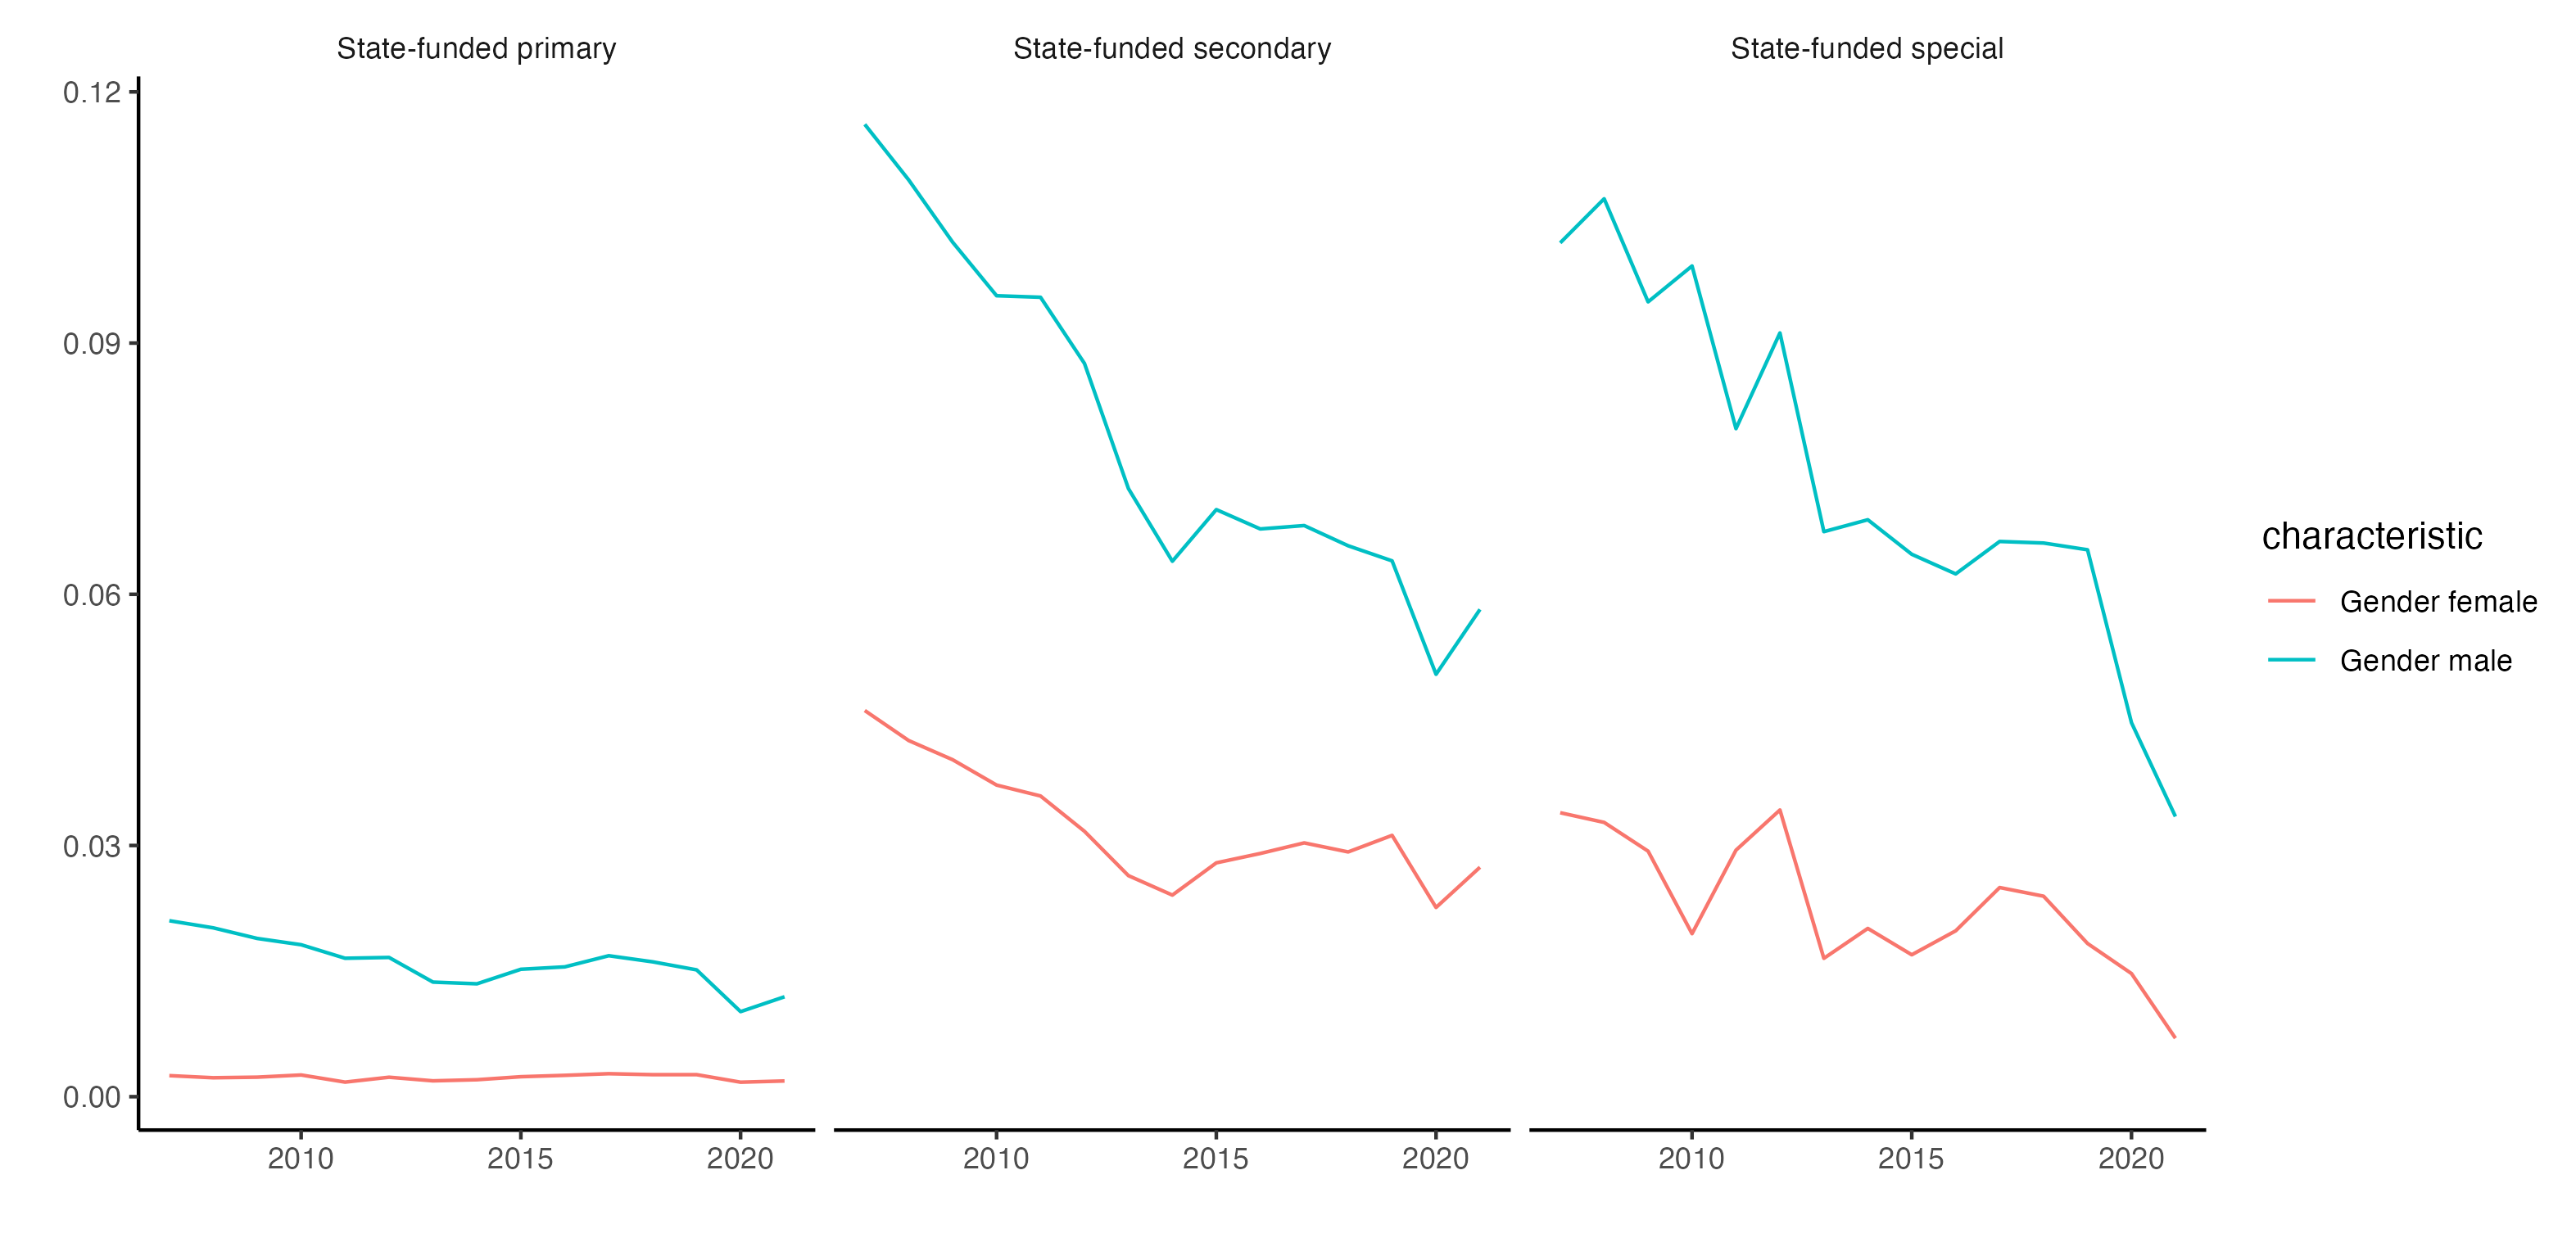 State-funded primary State-funded secondary State-funded special
0.12
0.09
0.06
0.03
0.00
2010 2015 2020 2010 2015 2020 2010 2015 2020
characteristic
Gender female
Gender male